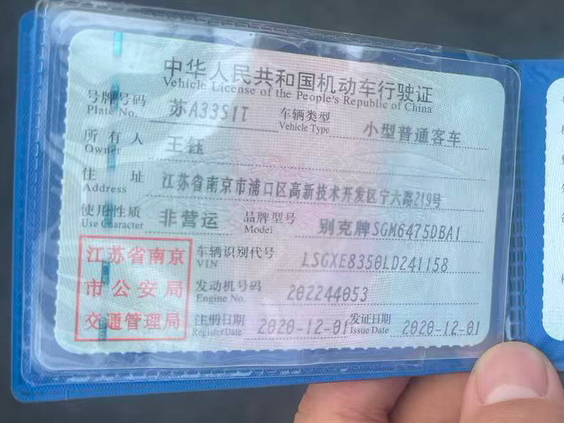 中华人民共和国机动车行驶证
Vehicle License of the People's Republic of China
号牌号码 苏A33S1T 车辆类型 小型普通客车
Plate No. Vehicle Type
所有人 王钰
Owner
住址 江苏省南京市浦口区高新技术开发区宁六路219号
Address
使用性质 非营运 品牌型号 别克牌SGM6475DBA1
Use Character Model
江苏省南京 车辆识别代号 LSGXE8350LD241158
VIN
市公安局 发动机号码 202244053
Engine No.
交通管理局 注册日期 2020-12-01 发证日期 2020-12-01
Register Date Issue Date